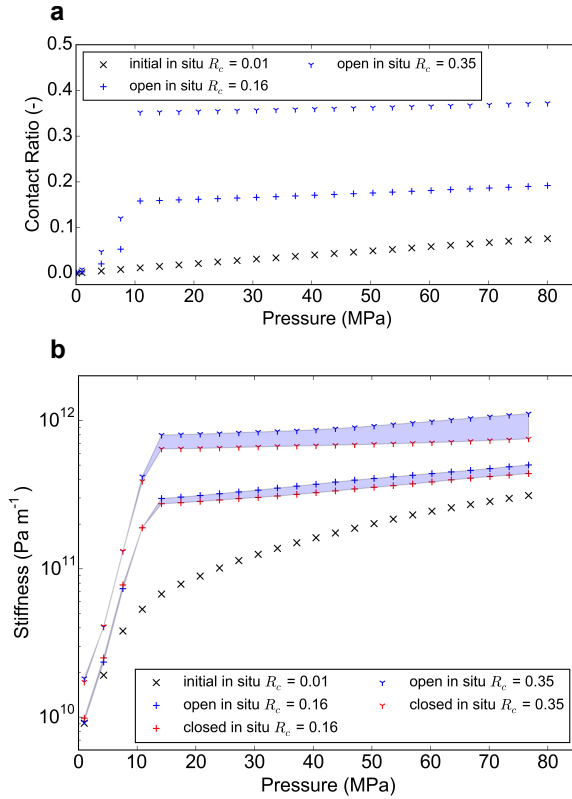 a
0.5
0.4
0.3
0.2
0.1
0.0
Contact Ratio (-)
initial in situ R_c = 0.01
open in situ R_c = 0.16
open in situ R_c = 0.35
0 10 20 30 40 50 60 70 80
Pressure (MPa)
b
10^12
10^11
10^10
Stiffness (Pa m^-1 )
initial in situ R_c = 0.01
open in situ R_c = 0.16
closed in situ R_c = 0.16
open in situ R_c = 0.35
closed in situ R_c = 0.35
0 10 20 30 40 50 60 70 80
Pressure (MPa)